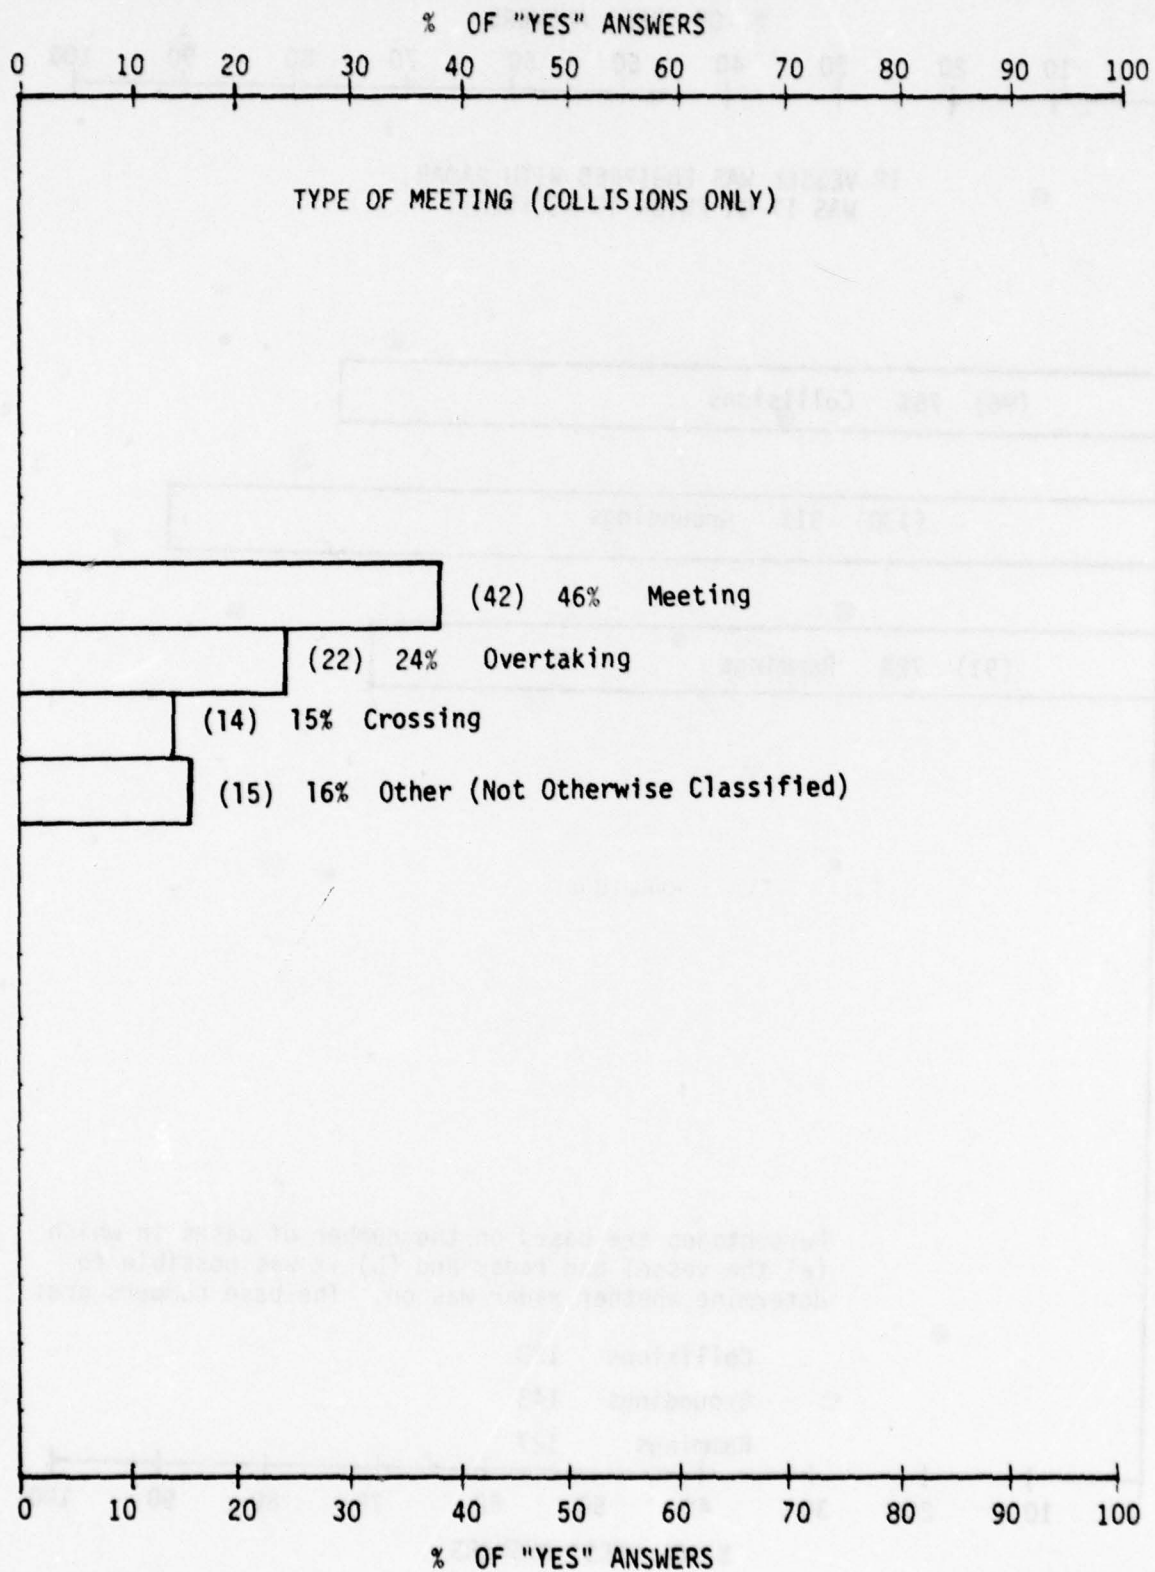 % OF "YES" ANSWERS
0 10 20 30 40 50 60 70 80 90 100
TYPE OF MEETING (COLLISIONS ONLY)
(42) 46% Meeting
(22) 24% Overtaking
(14) 15% Crossing
(15) 16% Other (Not Otherwise Classified)
0 10 20 30 40 50 60 70 80 90 100
% OF "YES" ANSWERS